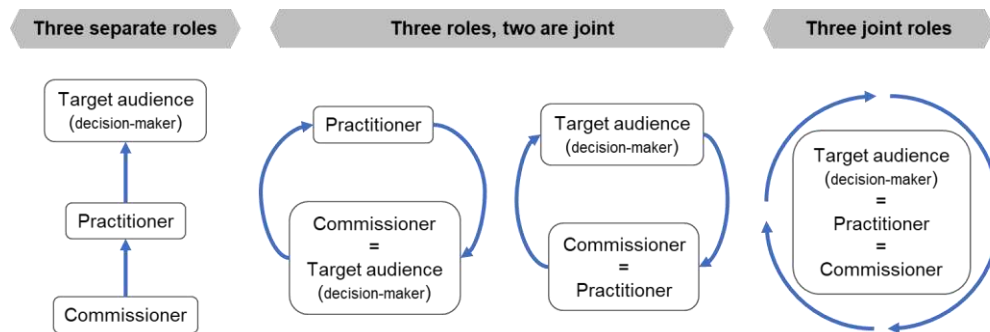 Three separate roles
Three roles, two are joint
Three joint roles
Target audience
(decision-maker)
Practitioner
Commissioner
Practitioner
Commissioner
=
Target audience
(decision-maker)
Target audience
(decision-maker)
Commissioner
=
Practitioner
Target audience
(decision-maker)
=
Practitioner
=
Commissioner